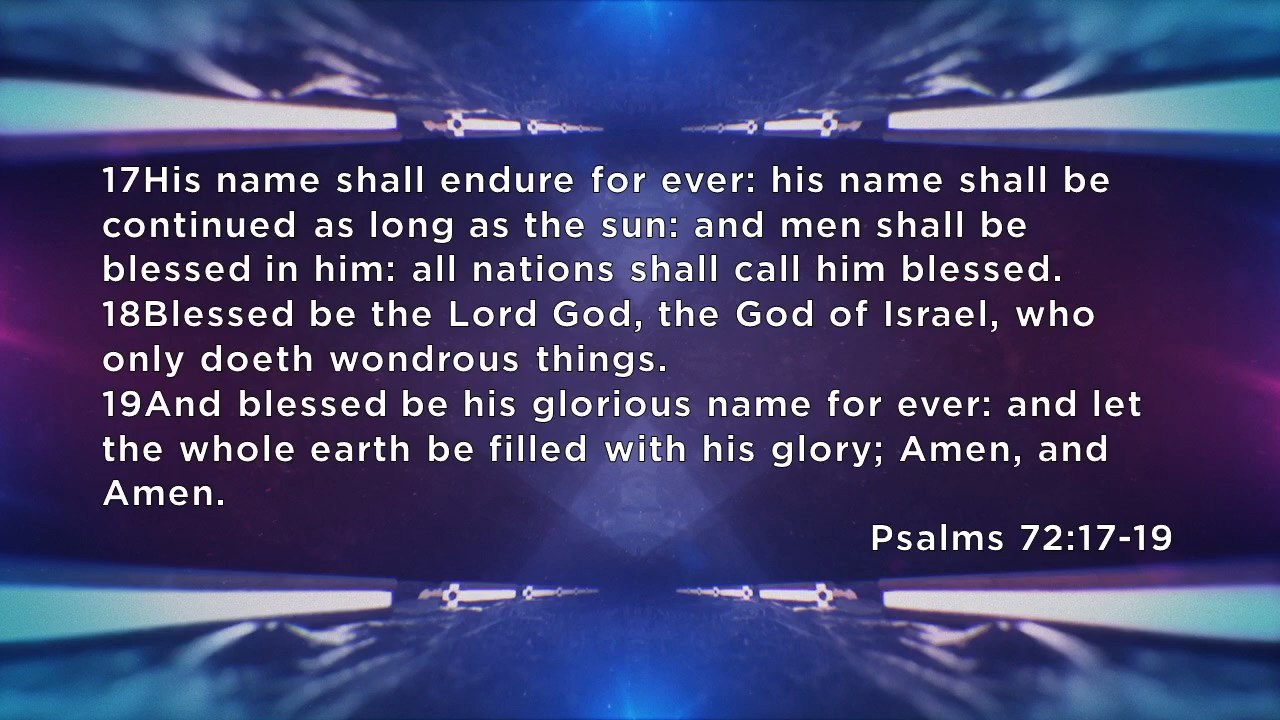 17His name shall endure for ever: his name shall be
continued as long as the sun: and men shall be
blessed in him: all nations shall call him blessed.
18Blessed be the Lord God, the God of Israel, who
only doeth wondrous things.
19And blessed be his glorious name for ever: and let
the whole earth be filled with his glory; Amen, and
Amen.
Psalms 72:17-19